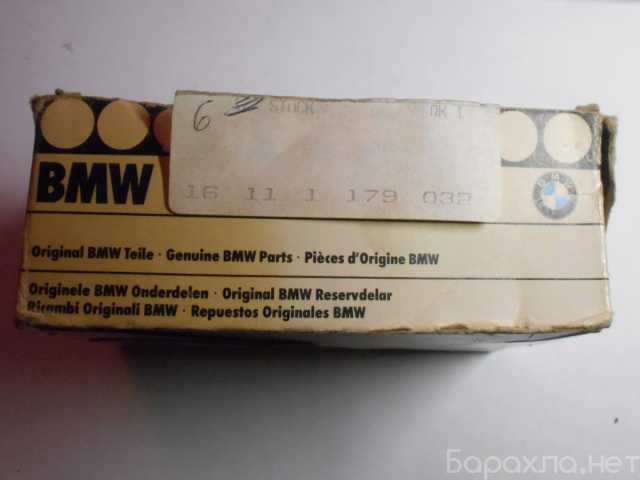 6 STÜCK
BMW 16 11 1 179 032
BMW
Original BMW Teile · Genuine BMW Parts · Pièces d'Origine BMW
Originele BMW Onderdelen · Original BMW Reservdelar
Ricambi Originali BMW · Repuestos Originales BMW
Барахла.нет